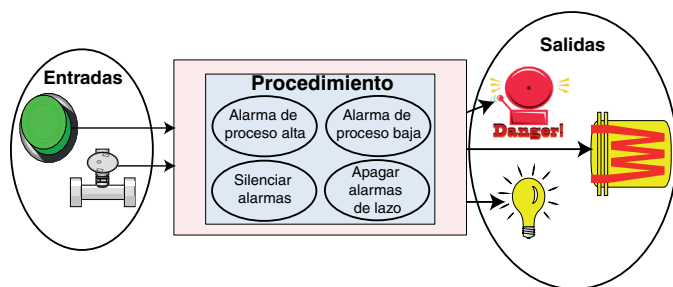 Entradas
Procedimiento
Alarma de
proceso alta
Alarma de
proceso baja
Silenciar
alarmas
Apagar
alarmas
de lazo
Salidas
Danger!